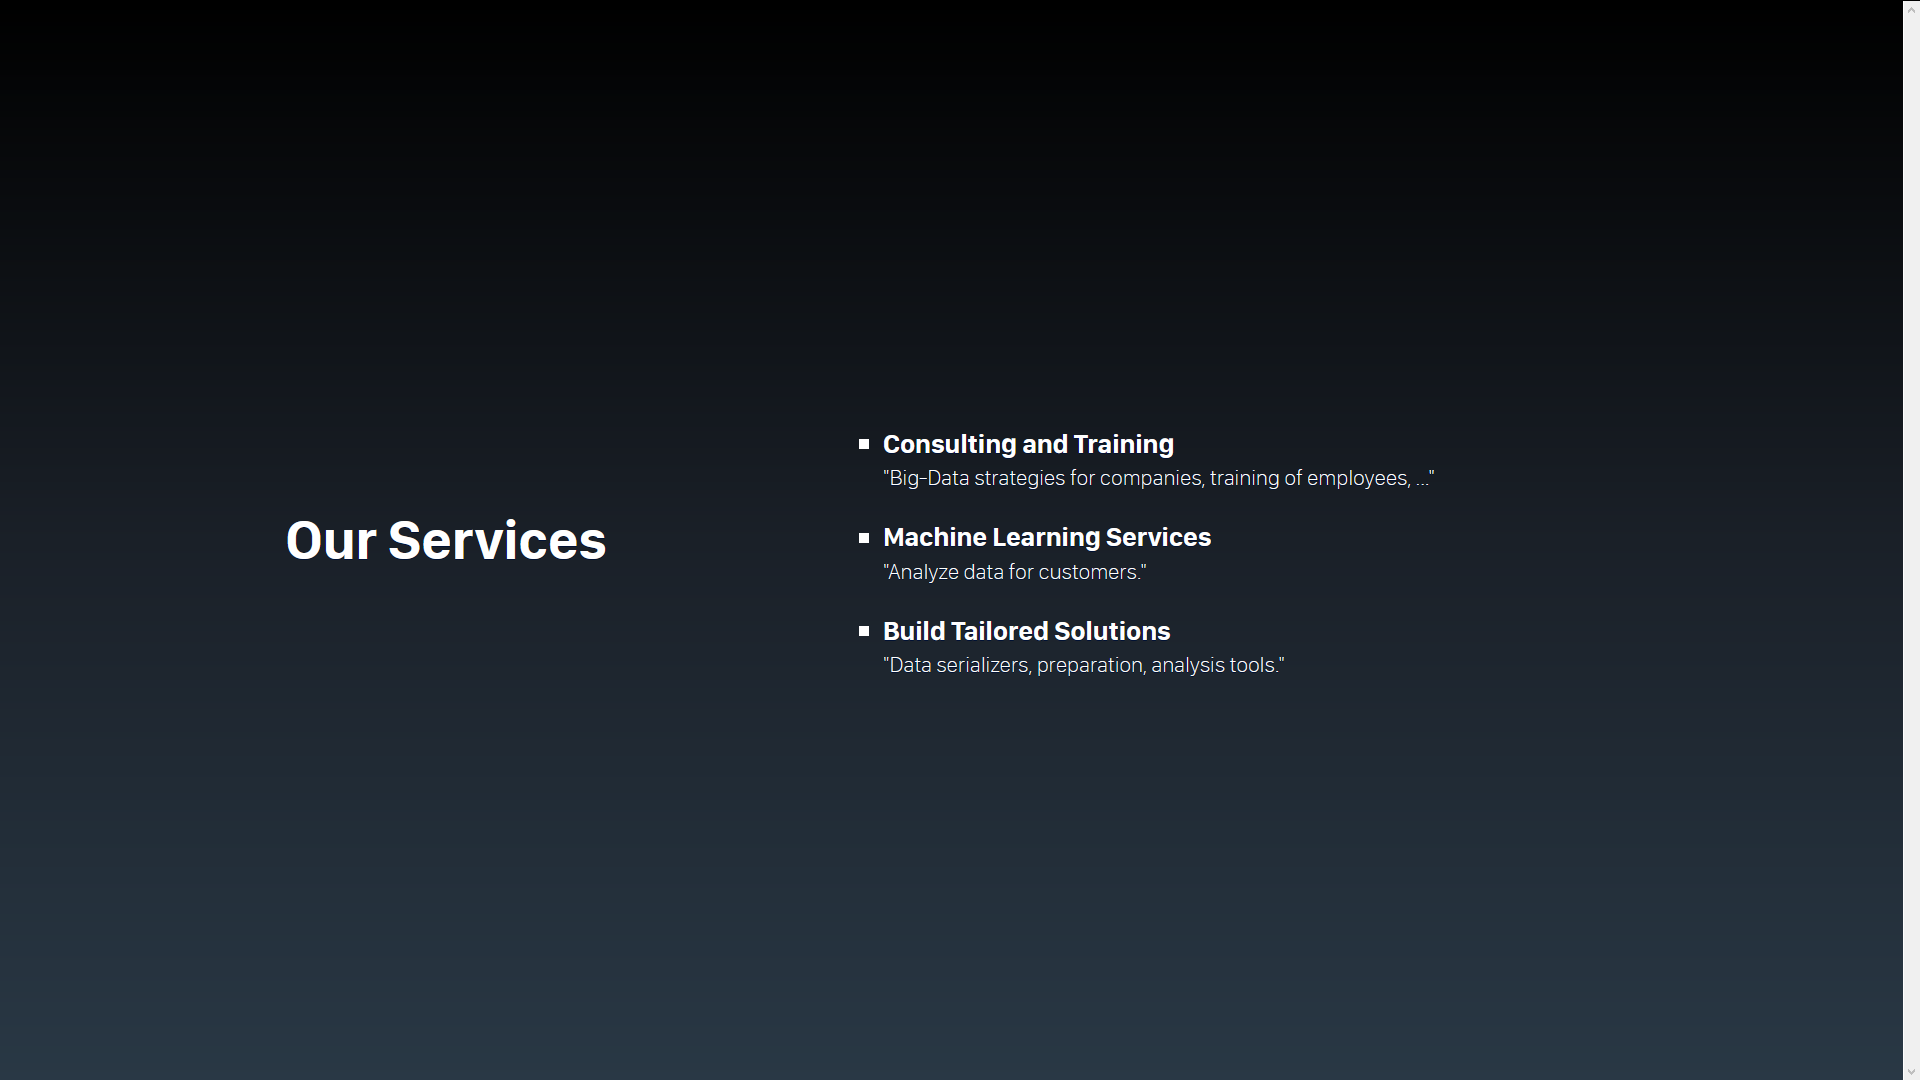 Our Services
Consulting and Training
"Big-Data strategies for companies, training of employees, ..."
Machine Learning Services
"Analyze data for customers."
Build Tailored Solutions
"Data serializers, preparation, analysis tools."